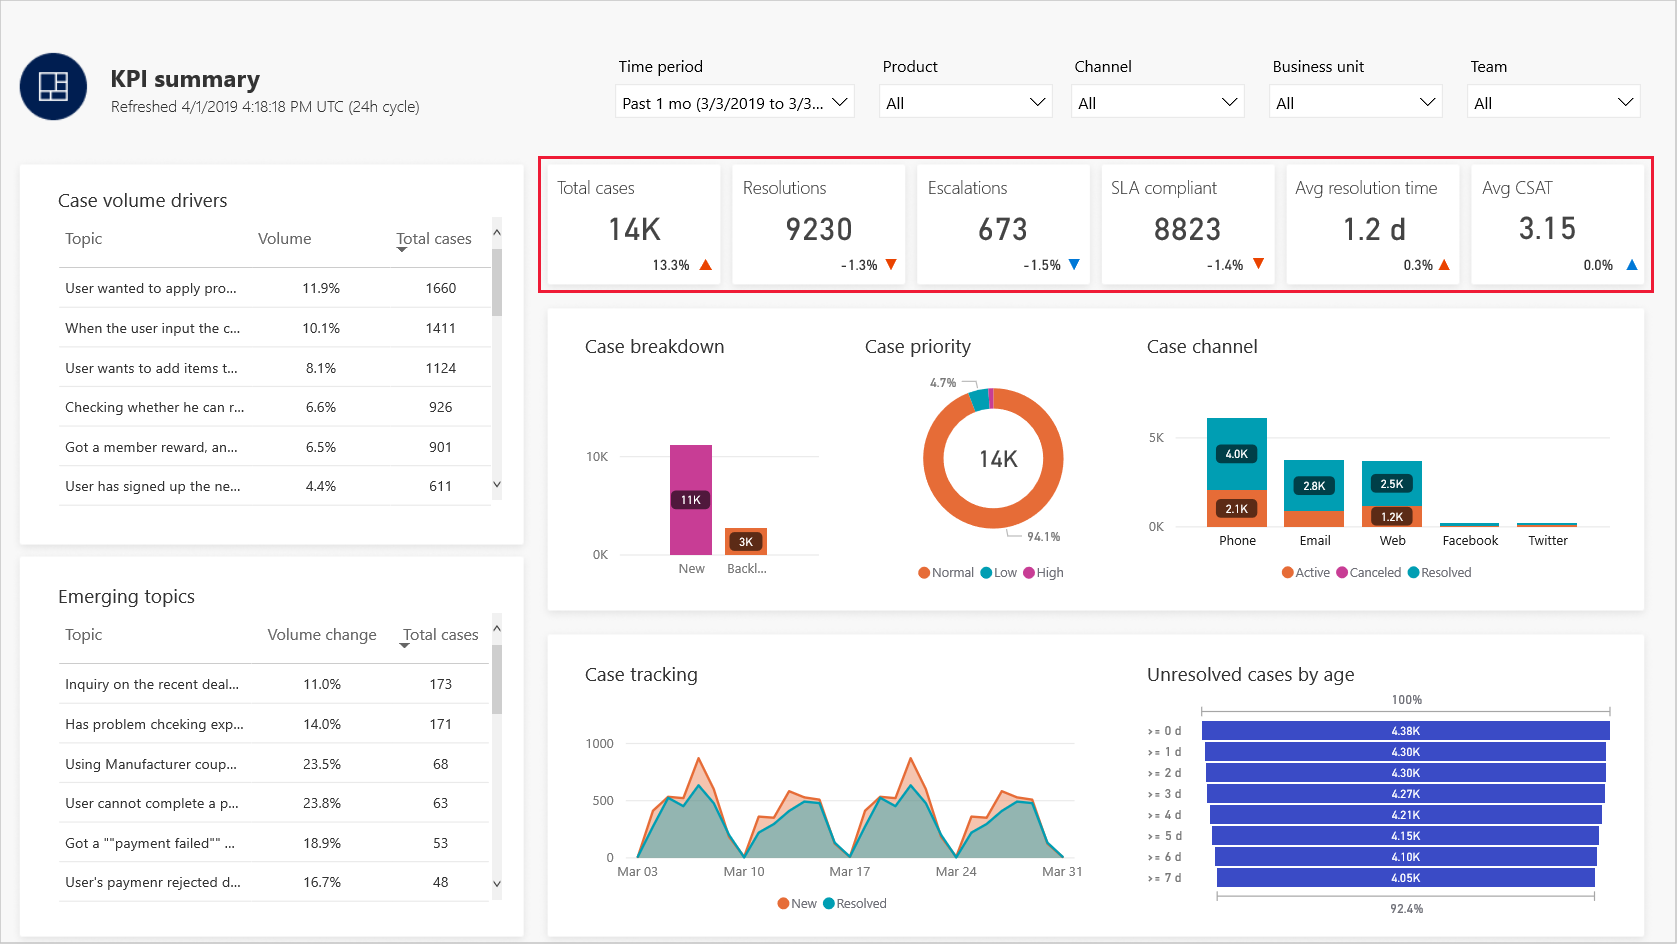 KPI summary
Refreshed 4/1/2019 4:18:18 PM UTC (24h cycle)
Time period
Past 1 mo (3/3/2019 to 3/3...
Product
All
Channel
All
Business unit
All
Team
All
Case volume drivers
Topic Volume Total cases
User wanted to apply pro... 11.9% 1660
When the user input the c... 10.1% 1411
User wants to add items t... 8.1% 1124
Checking whether he can r... 6.6% 926
Got a member reward, an... 6.5% 901
User has signed up the ne... 4.4% 611
Emerging topics
Topic Volume change Total cases
Inquiry on the recent deal... 11.0% 173
Has problem chceking exp... 14.0% 171
Using Manufacturer coup... 23.5% 68
User cannot complete a p... 23.8% 63
Got a ""payment failed"" ... 18.9% 53
User's paymenr rejected d... 16.7% 48
Total cases
14K
13.3%
Resolutions
9230
-1.3%
Escalations
673
-1.5%
SLA compliant
8823
-1.4%
Avg resolution time
1.2 d
0.3%
Avg CSAT
3.15
0.0%
Case breakdown
10K
0K
11K
3K
New Backl...
Case priority
4.7%
14K
94.1%
Normal Low High
Case channel
5K
0K
4.0K
2.1K
2.8K
2.5K
1.2K
Phone Email Web Facebook Twitter
Active Canceled Resolved
Case tracking
1000
500
0
Mar 03 Mar 10 Mar 17 Mar 24 Mar 31
New Resolved
Unresolved cases by age
100%
>= 0 d 4.38K
>= 1 d 4.30K
>= 2 d 4.30K
>= 3 d 4.27K
>= 4 d 4.21K
>= 5 d 4.15K
>= 6 d 4.10K
>= 7 d 4.05K
92.4%